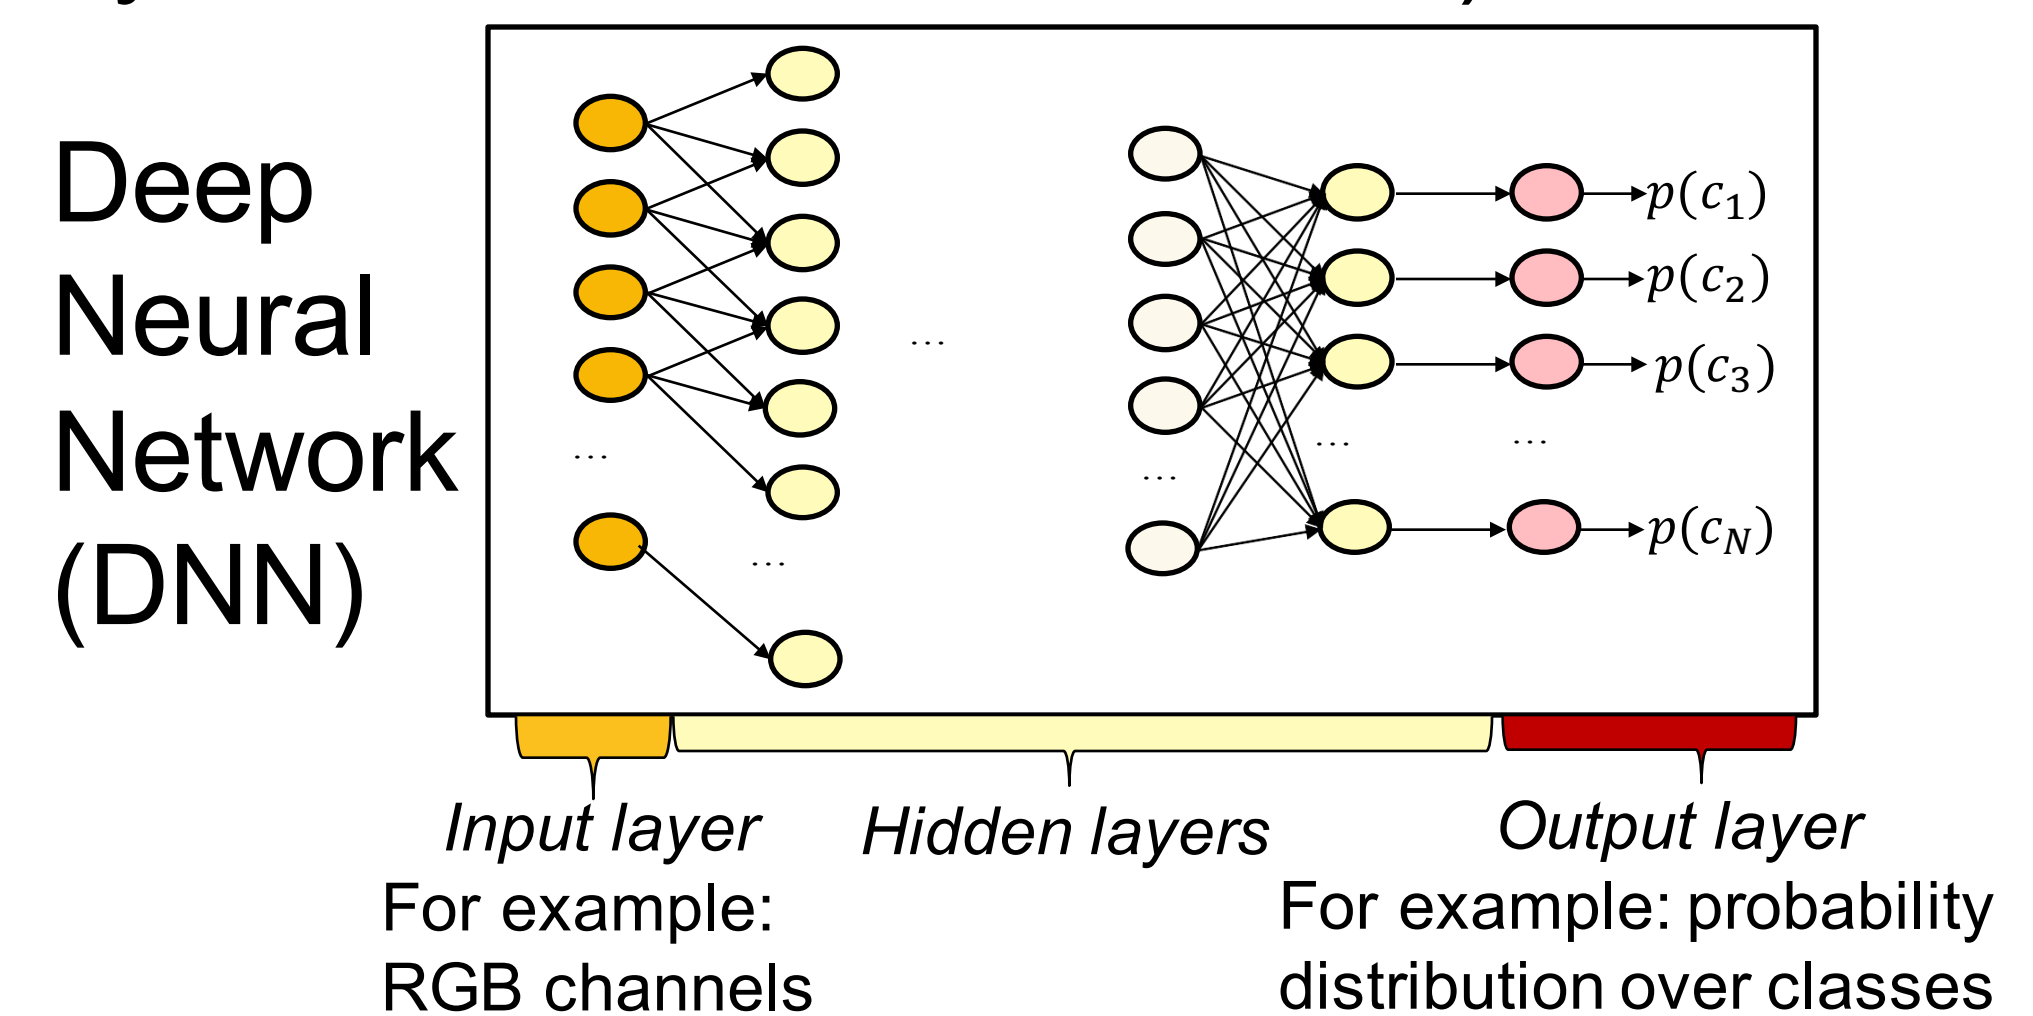 Deep
Neural
Network
(DNN)
p(c₁)
p(c₂)
p(c₃)
p(c_N)
...
...
...
...
...
...
Input layer
For example:
RGB channels
Hidden layers
Output layer
For example: probability
distribution over classes